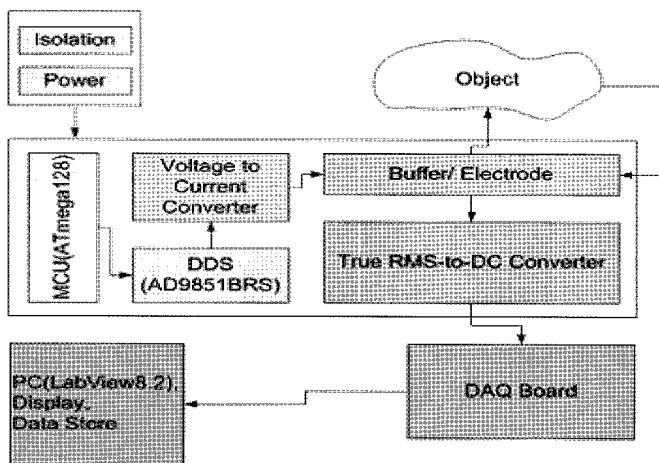 Isolation
Power
Object
MCU(ATmega128)
Voltage to
Current
Converter
DDS
(AD9851BRS)
Buffer/ Electrode
True RMS-to-DC Converter
PC(LabView8.2),
Display,
Data Store
DAQ Board